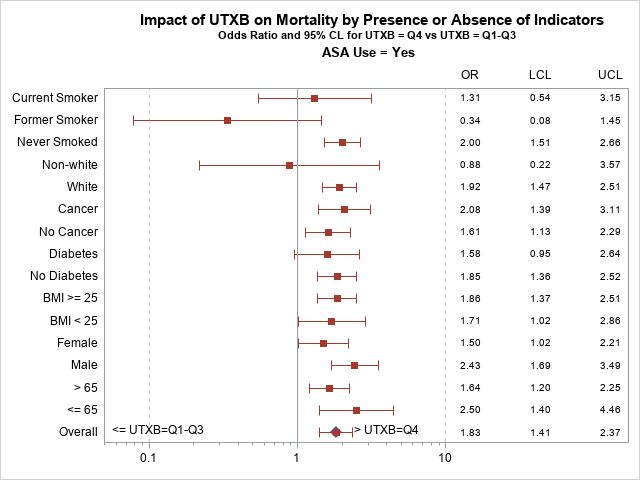 Impact of UTXB on Mortality by Presence or Absence of Indicators
Odds Ratio and 95% CL for UTXB = Q4 vs UTXB = Q1-Q3
ASA Use = Yes
OR LCL UCL
Current Smoker 1.31 0.54 3.15
Former Smoker 0.34 0.08 1.45
Never Smoked 2.00 1.51 2.66
Non-white 0.88 0.22 3.57
White 1.92 1.47 2.51
Cancer 2.08 1.39 3.11
No Cancer 1.61 1.13 2.29
Diabetes 1.58 0.95 2.64
No Diabetes 1.85 1.36 2.52
BMI >= 25 1.86 1.37 2.51
BMI < 25 1.71 1.02 2.86
Female 1.50 1.02 2.21
Male 2.43 1.69 3.49
> 65 1.64 1.20 2.25
<= 65 2.50 1.40 4.46
Overall <= UTXB=Q1-Q3 > UTXB=Q4 1.83 1.41 2.37
0.1 1 10